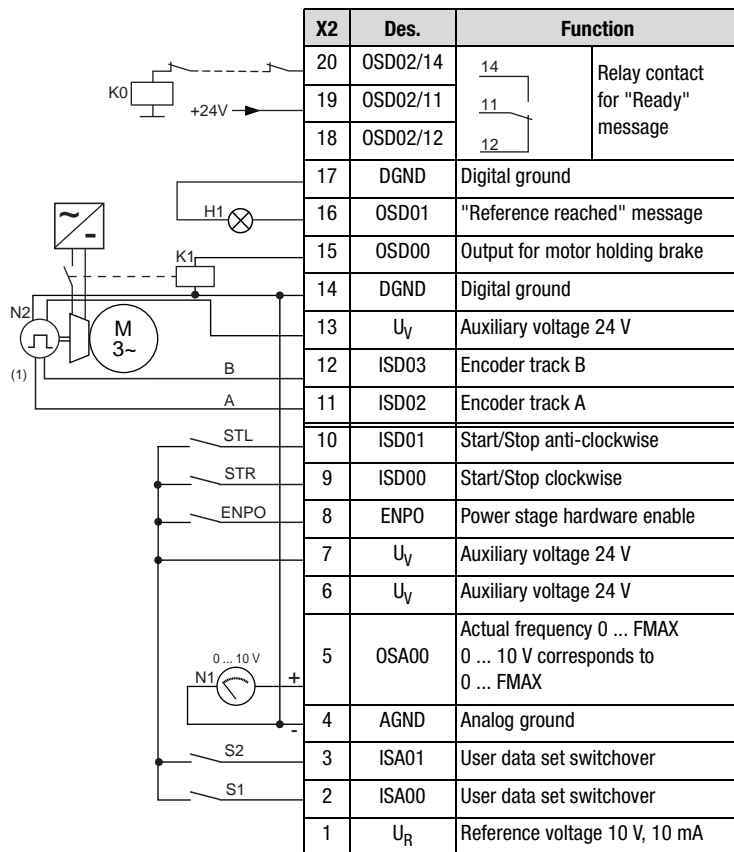 X2 Des. Function
20 OSD02/14 14 Relay contact
K0 19 OSD02/11 11 for "Ready"
+24V 18 OSD02/12 12 message
17 DGND Digital ground
H1 16 OSD01 "Reference reached" message
~
-
K1 15 OSD00 Output for motor holding brake
14 DGND Digital ground
N2 M 3~ 13 UV Auxiliary voltage 24 V
(1) B 12 ISD03 Encoder track B
A 11 ISD02 Encoder track A
STL 10 ISD01 Start/Stop anti-clockwise
STR 9 ISD00 Start/Stop clockwise
ENPO 8 ENPO Power stage hardware enable
7 UV Auxiliary voltage 24 V
6 UV Auxiliary voltage 24 V
Actual frequency 0 ... FMAX
0 ... 10 V 5 OSA00 0 ... 10 V corresponds to
N1 + 0 ... FMAX
- 4 AGND Analog ground
S2 3 ISA01 User data set switchover
S1 2 ISA00 User data set switchover
1 UR Reference voltage 10 V, 10 mA